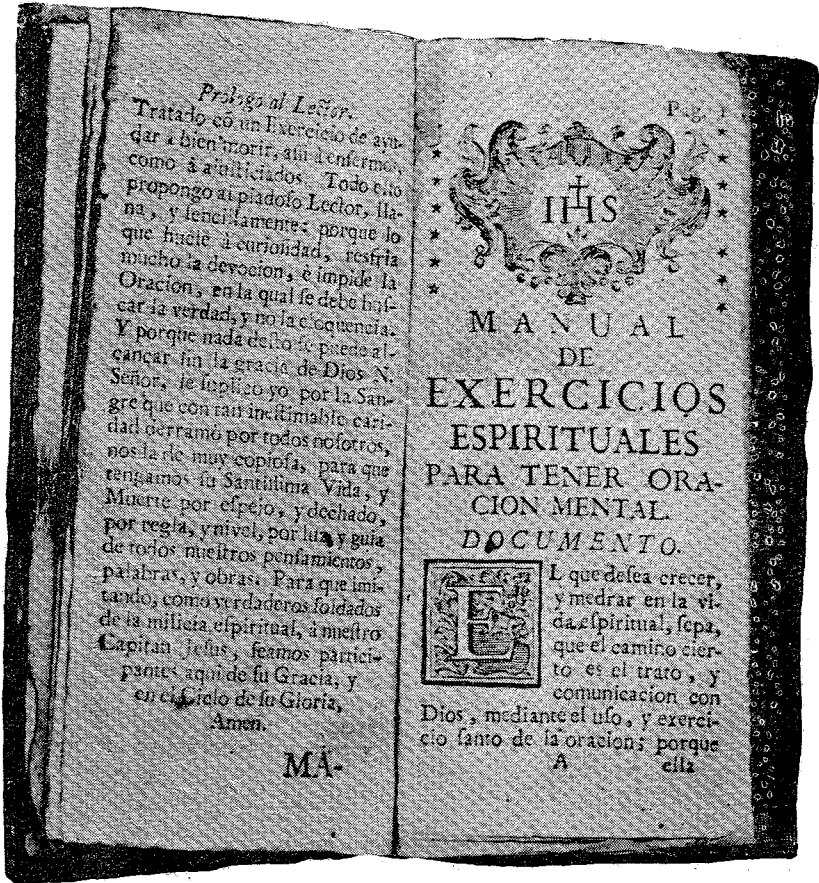 Prologo al Lector.
Tratado cõ un Exercicio de ayu-
dar à bien morir, assi à enfermos,
como à ajusticiados. Todo esto
propongo al piadoso Lector, lla-
na, y sencillamente: porque lo
que huele à curiosidad, resfria
mucho la devocion, è impide la
Oracion, en la qual se debe bus-
car la verdad, y no la eloquencia.
Y porque nada desto se puede al-
cançar sin la gracia de Dios N.
Señor, le suplico yo por la San-
gre que con tan inestimable cari-
dad derramò por todos nosotros,
nos la de muy copiosa, para que
tengamos su Santissima Vida, y
Muerte por espejo, y dechado,
por regla, y nivel, por luz, y guia
de todos nuestros pensamientos,
palabras, y obras. Para que imi-
tando, como verdaderos soldados
de la milicia espiritual, à nuestro
Capitan Jesus, seamos partici-
pantes aqui de su Gracia, y
en el Cielo de su Gloria,
Amen.
MA-
Pag. 1
IHS
MANUAL
DE
EXERCICIOS
ESPIRITUALES
PARA TENER ORA-
CION MENTAL.
DOCUMENTO.
EL que desea crecer,
y medrar en la vi-
da espiritual, sepa,
que el camino cier-
to es el trato, y
comunicacion con
Dios, mediante el uso, y exerci-
cio santo de la oracion; porque
A ella